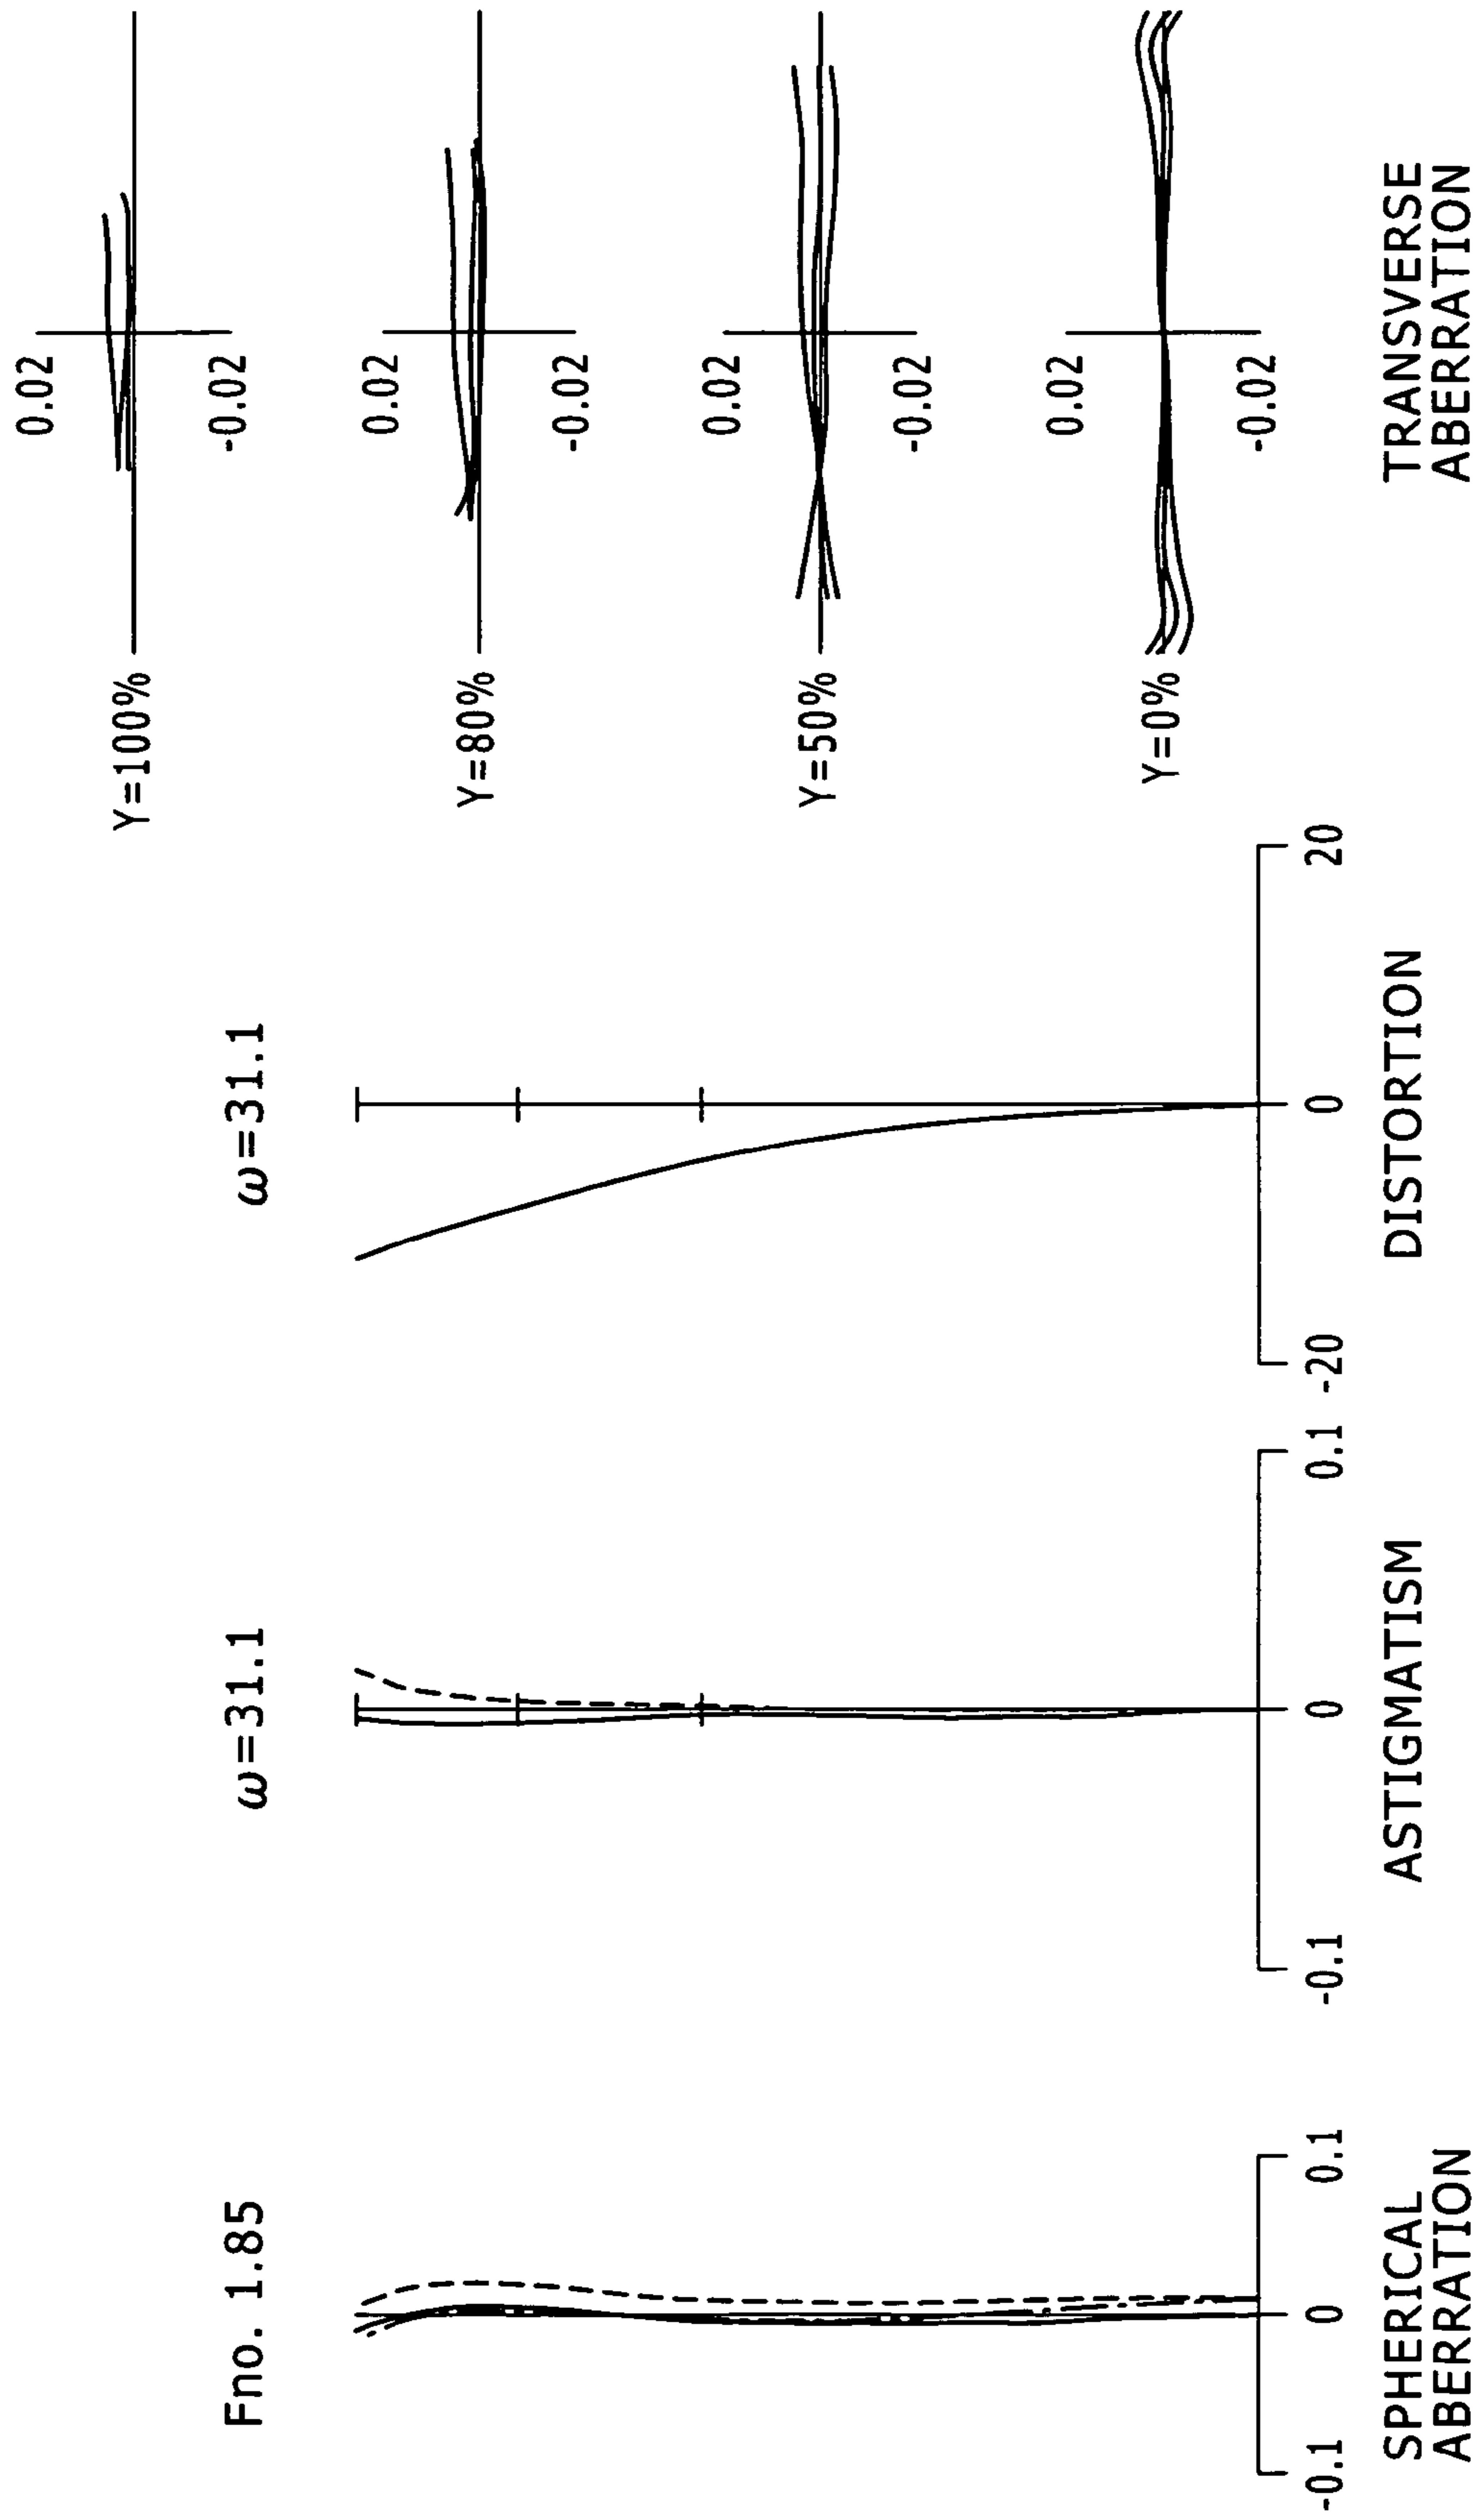 Fno. 1.85
-0.1
0
0.1
SPHERICAL
ABERRATION
ω=31.1
-0.1
0
0.1
ASTIGMATISM
ω=31.1
-20
0
20
DISTORTION
Y=100%
0.02
-0.02
Y=80%
0.02
-0.02
Y=50%
0.02
-0.02
Y=0%
0.02
-0.02
TRANSVERSE
ABERRATION